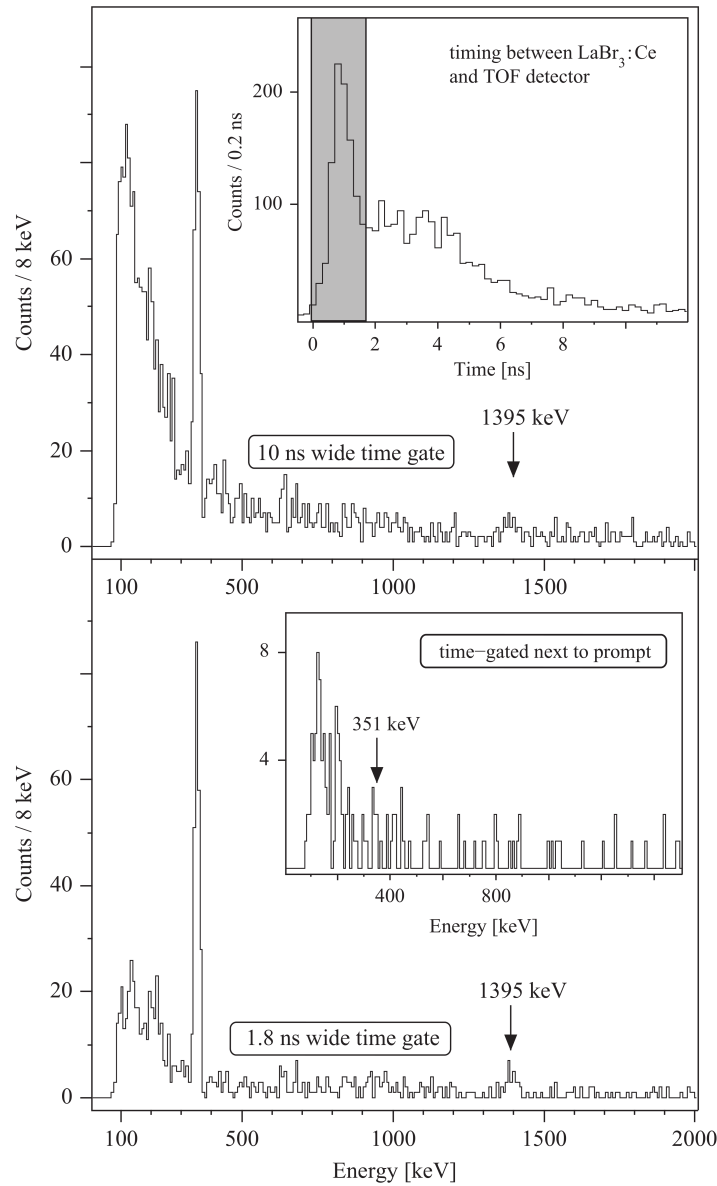 timing between LaBr3:Ce
and TOF detector
200
100
Counts / 0.2 ns
0 2 4 6 8
Time [ns]
60
40
20
0
Counts / 8 keV
1395 keV
10 ns wide time gate
100 500 1000 1500
time−gated next to prompt
8
4
351 keV
400 800
Energy [keV]
60
40
20
0
Counts / 8 keV
1395 keV
1.8 ns wide time gate
100 500 1000 1500 2000
Energy [keV]